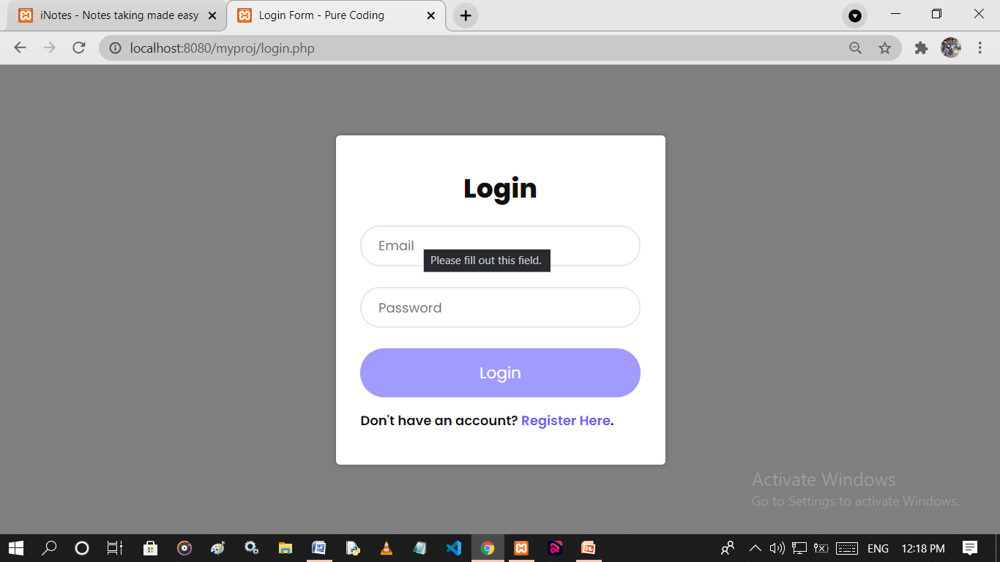 iNotes - Notes taking made easy
Login Form - Pure Coding
localhost:8080/myproj/login.php
Login
Email
Please fill out this field.
Password
Login
Don't have an account? Register Here.
Activate Windows
Go to Settings to activate Windows.
ENG
12:18 PM